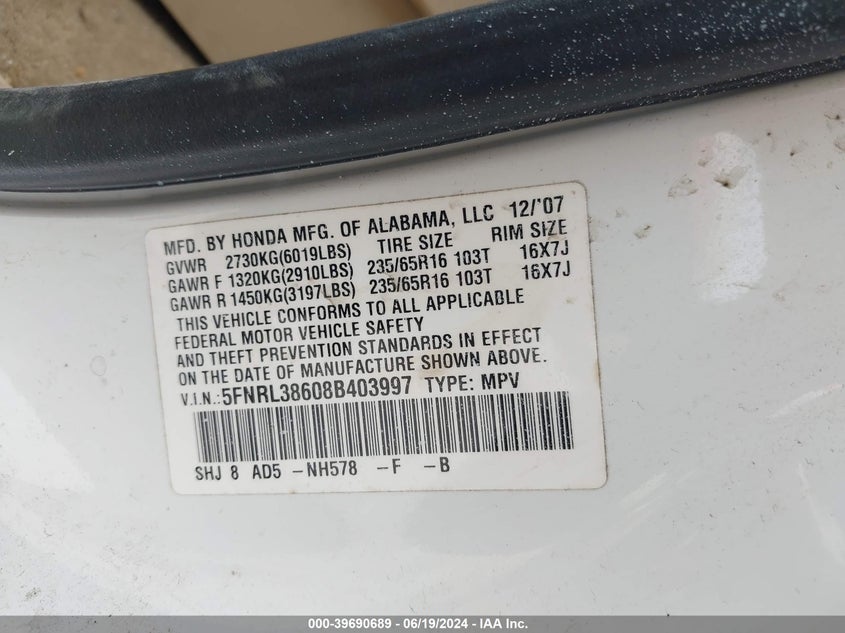 MFD. BY HONDA MFG. OF ALABAMA, LLC 12/'07
GVWR 2730KG(6019LBS) TIRE SIZE RIM SIZE
GAWR F 1320KG(2910LBS) 235/65R16 103T 16X7J
GAWR R 1450KG(3197LBS) 235/65R16 103T 16X7J
THIS VEHICLE CONFORMS TO ALL APPLICABLE
FEDERAL MOTOR VEHICLE SAFETY
AND THEFT PREVENTION STANDARDS IN EFFECT
ON THE DATE OF MANUFACTURE SHOWN ABOVE.
V.I.N.:5FNRL38608B403997 TYPE: MPV
SHJ 8 AD5 -NH578 -F -B
000-39690689 - 06/19/2024 - IAA Inc.